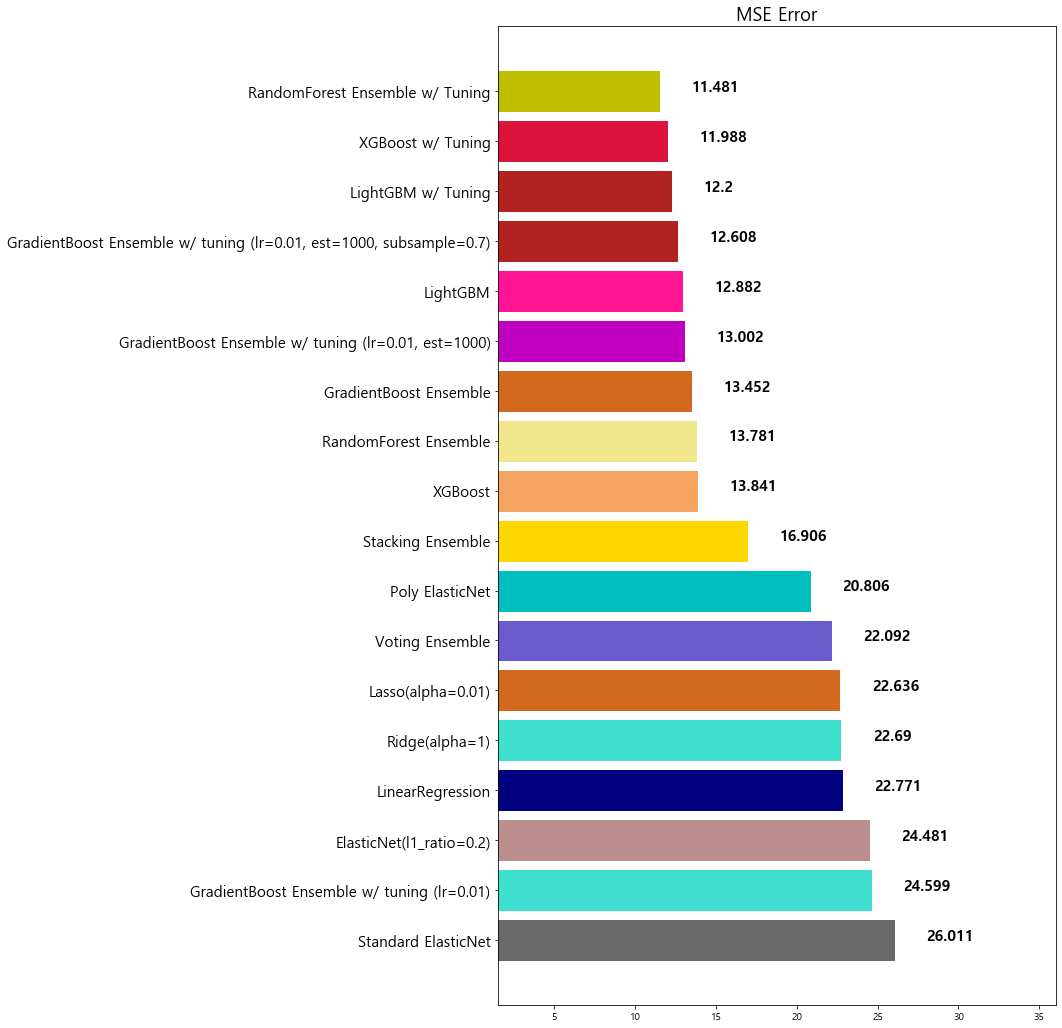 MSE Error
RandomForest Ensemble w/ Tuning 11.481
XGBoost w/ Tuning 11.988
LightGBM w/ Tuning 12.2
GradientBoost Ensemble w/ tuning (lr=0.01, est=1000, subsample=0.7) 12.608
LightGBM 12.882
GradientBoost Ensemble w/ tuning (lr=0.01, est=1000) 13.002
GradientBoost Ensemble 13.452
RandomForest Ensemble 13.781
XGBoost 13.841
Stacking Ensemble 16.906
Poly ElasticNet 20.806
Voting Ensemble 22.092
Lasso(alpha=0.01) 22.636
Ridge(alpha=1) 22.69
LinearRegression 22.771
ElasticNet(l1_ratio=0.2) 24.481
GradientBoost Ensemble w/ tuning (lr=0.01) 24.599
Standard ElasticNet 26.011
5 10 15 20 25 30 35